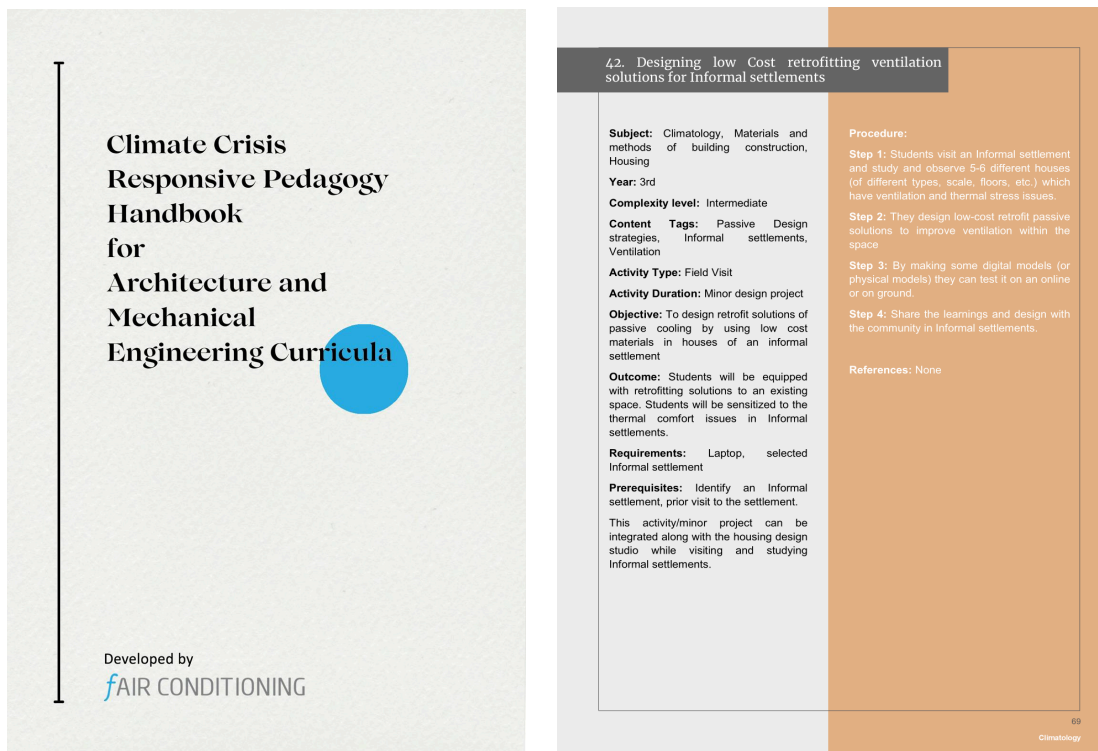 Climate Crisis
Responsive Pedagogy
Handbook
for
Architecture and
Mechanical
Engineering Curricula
Developed by
fAIR CONDITIONING
42. Designing low Cost retrofitting ventilation
solutions for Informal settlements
Subject: Climatology, Materials and
methods of building construction,
Housing
Year: 3rd
Complexity level: Intermediate
Content Tags: Passive Design
strategies, Informal settlements,
Ventilation
Activity Type: Field Visit
Activity Duration: Minor design project
Objective: To design retrofit solutions of
passive cooling by using low cost
materials in houses of an informal
settlement
Outcome: Students will be equipped
with retrofitting solutions to an existing
space. Students will be sensitized to the
thermal comfort issues in Informal
settlements.
Requirements: Laptop, selected
Informal settlement
Prerequisites: Identify an Informal
settlement, prior visit to the settlement.
This activity/minor project can be
integrated along with the housing design
studio while visiting and studying
Informal settlements.
Procedure:
Step 1: Students visit an Informal settlement
and study and observe 5-6 different houses
(of different types, scale, floors, etc.) which
have ventilation and thermal stress issues.
Step 2: They design low-cost retrofit passive
solutions to improve ventilation within the
space
Step 3: By making some digital models (or
physical models) they can test it on an online
or on ground.
Step 4: Share the learnings and design with
the community in Informal settlements.
References: None
69
Climatology